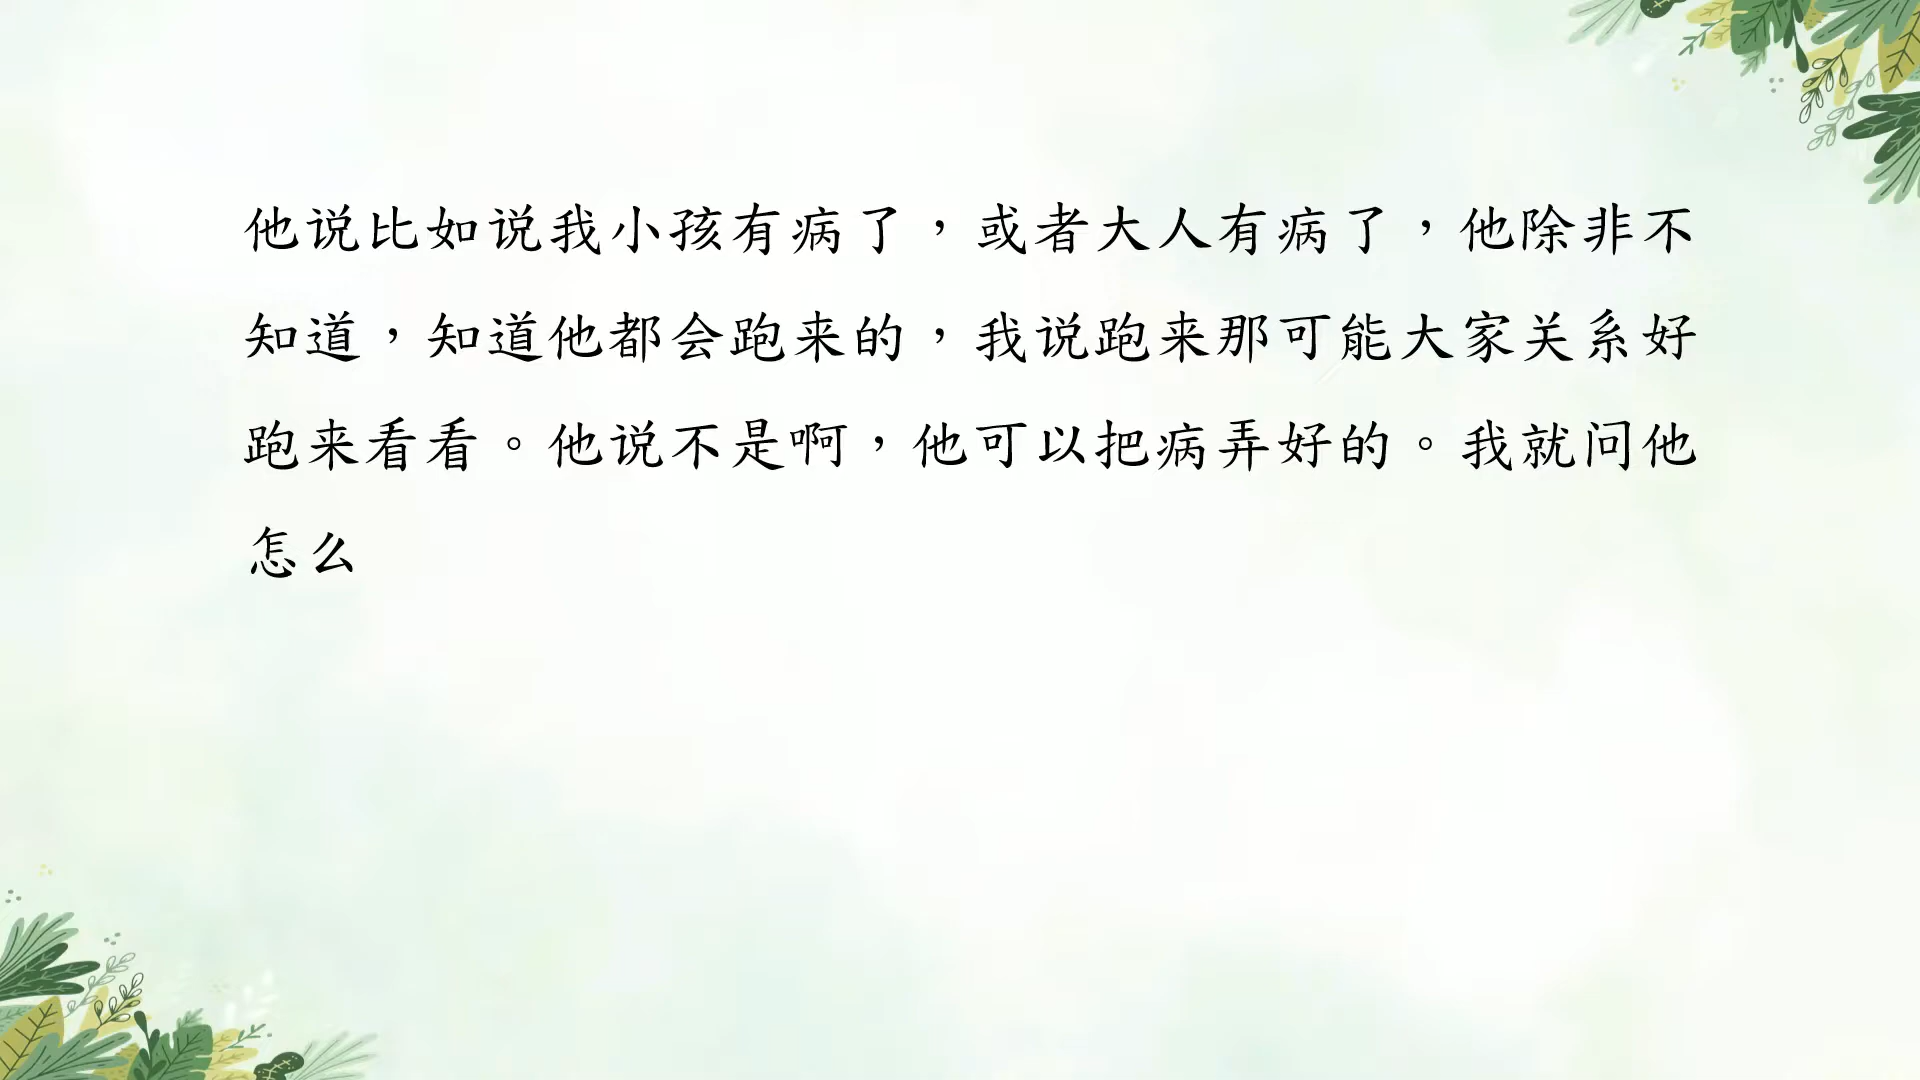 他说比如说我小孩有病了，或者大人有病了，他除非不
知道，知道他都会跑来的，我说跑来那可能大家关系好
跑来看看。他说不是啊，他可以把病弄好的。我就问他
怎么